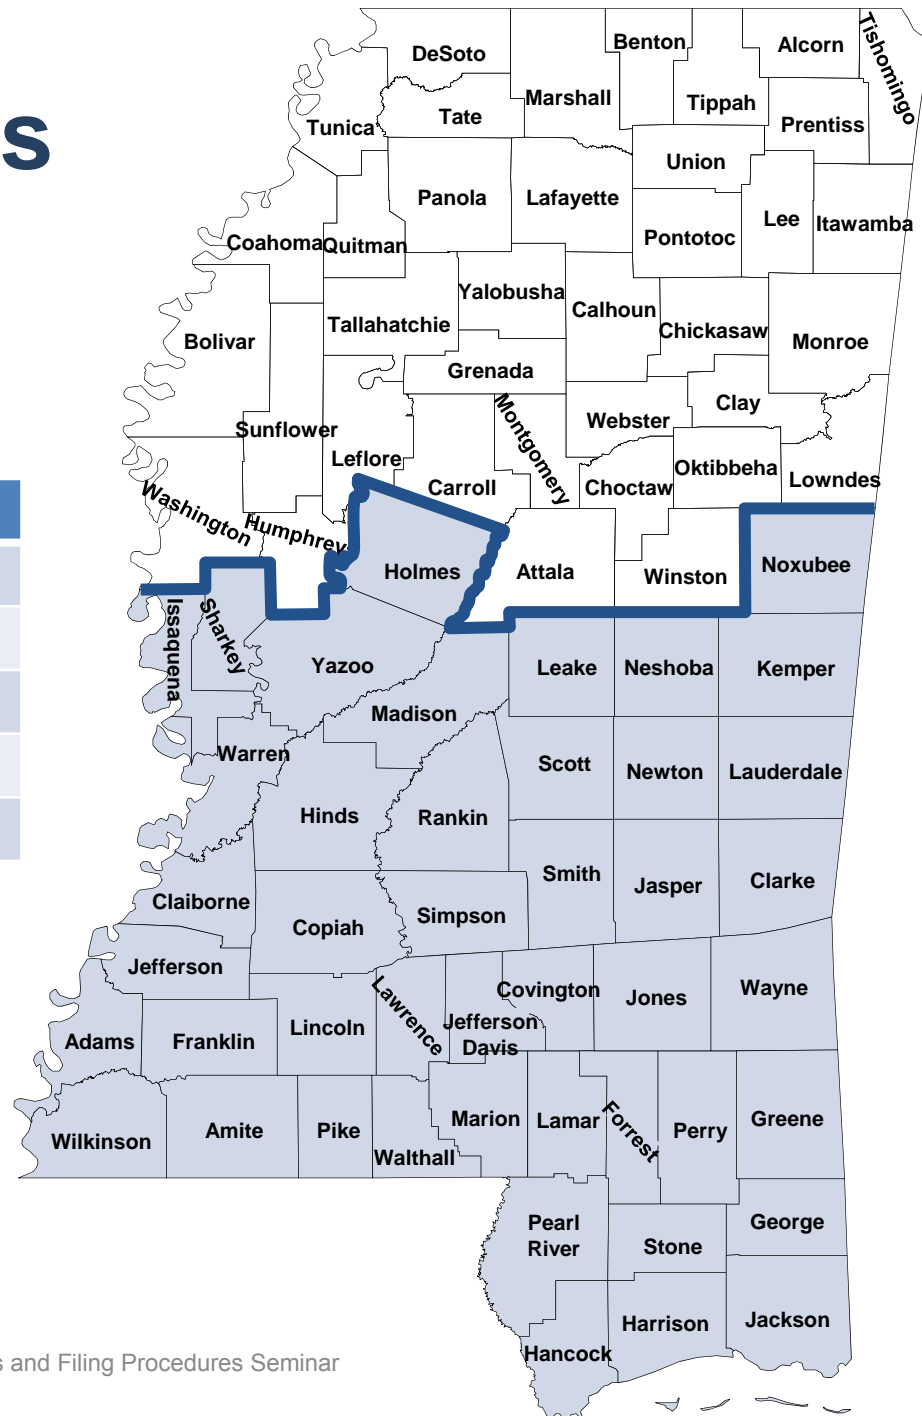 s
DeSoto
Benton
Alcorn
Tishomingo
Marshall
Tippah
Tate
Tunica
Prentiss
Union
Panola
Lafayette
Lee
Itawamba
Pontotoc
Coahoma
Quitman
Yalobusha
Calhoun
Tallahatchie
Chickasaw
Bolivar
Monroe
Grenada
Clay
Montgomery
Webster
Sunflower
Leflore
Oktibbeha
Carroll
Choctaw
Lowndes
Washington
Humphrey
Holmes
Attala
Winston
Noxubee
Issaquena
Sharkey
Yazoo
Leake
Neshoba
Kemper
Madison
Warren
Scott
Newton
Lauderdale
Hinds
Rankin
Smith
Jasper
Clarke
Claiborne
Copiah
Simpson
Jefferson
Lawrence
Covington
Jones
Wayne
Adams
Franklin
Lincoln
Jefferson
Davis
Wilkinson
Amite
Pike
Walthall
Marion
Lamar
Forrest
Perry
Greene
Pearl
River
Stone
George
Hancock
Harrison
Jackson
s and Filing Procedures Seminar